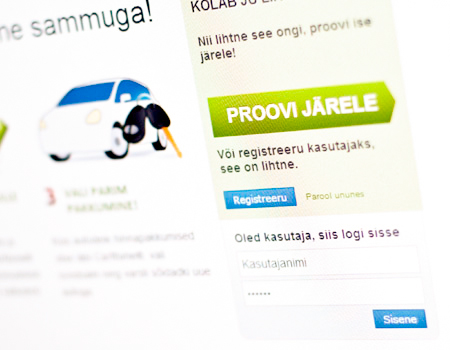 ne sammuga!
KOLAB JU
Nii lihtne see ongi, proovi ise
järele!
PROOVI JÄRELE
Või registreeru kasutajaks,
see on lihtne.
Registreeru
Parool ununes
3 VALI PARIM
PAKKUMINE!
Oled kasutaja, siis logi sisse
Kasutajanimi
••••••
Sisene